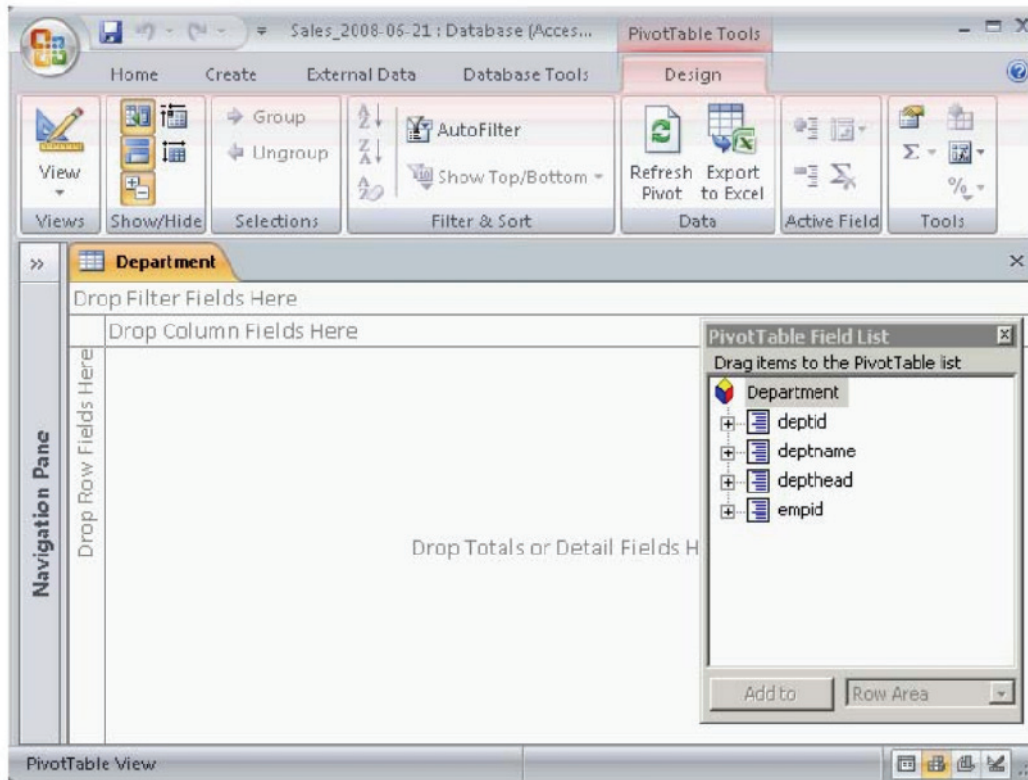 Sales_2008-06-21 : Database (Acces...
PivotTable Tools
Home Create External Data Database Tools Design
View
Group
Ungroup
AutoFilter
Show Top/Bottom
Refresh Pivot
Export to Excel
Views Show/Hide Selections Filter & Sort Data Active Field Tools
Department
Navigation Pane
Drop Filter Fields Here
Drop Column Fields Here
Drop Row Fields Here
Drop Totals or Detail Fields H
PivotTable Field List
Drag items to the PivotTable list
Department
deptid
deptname
depthead
empid
Add to Row Area
PivotTable View